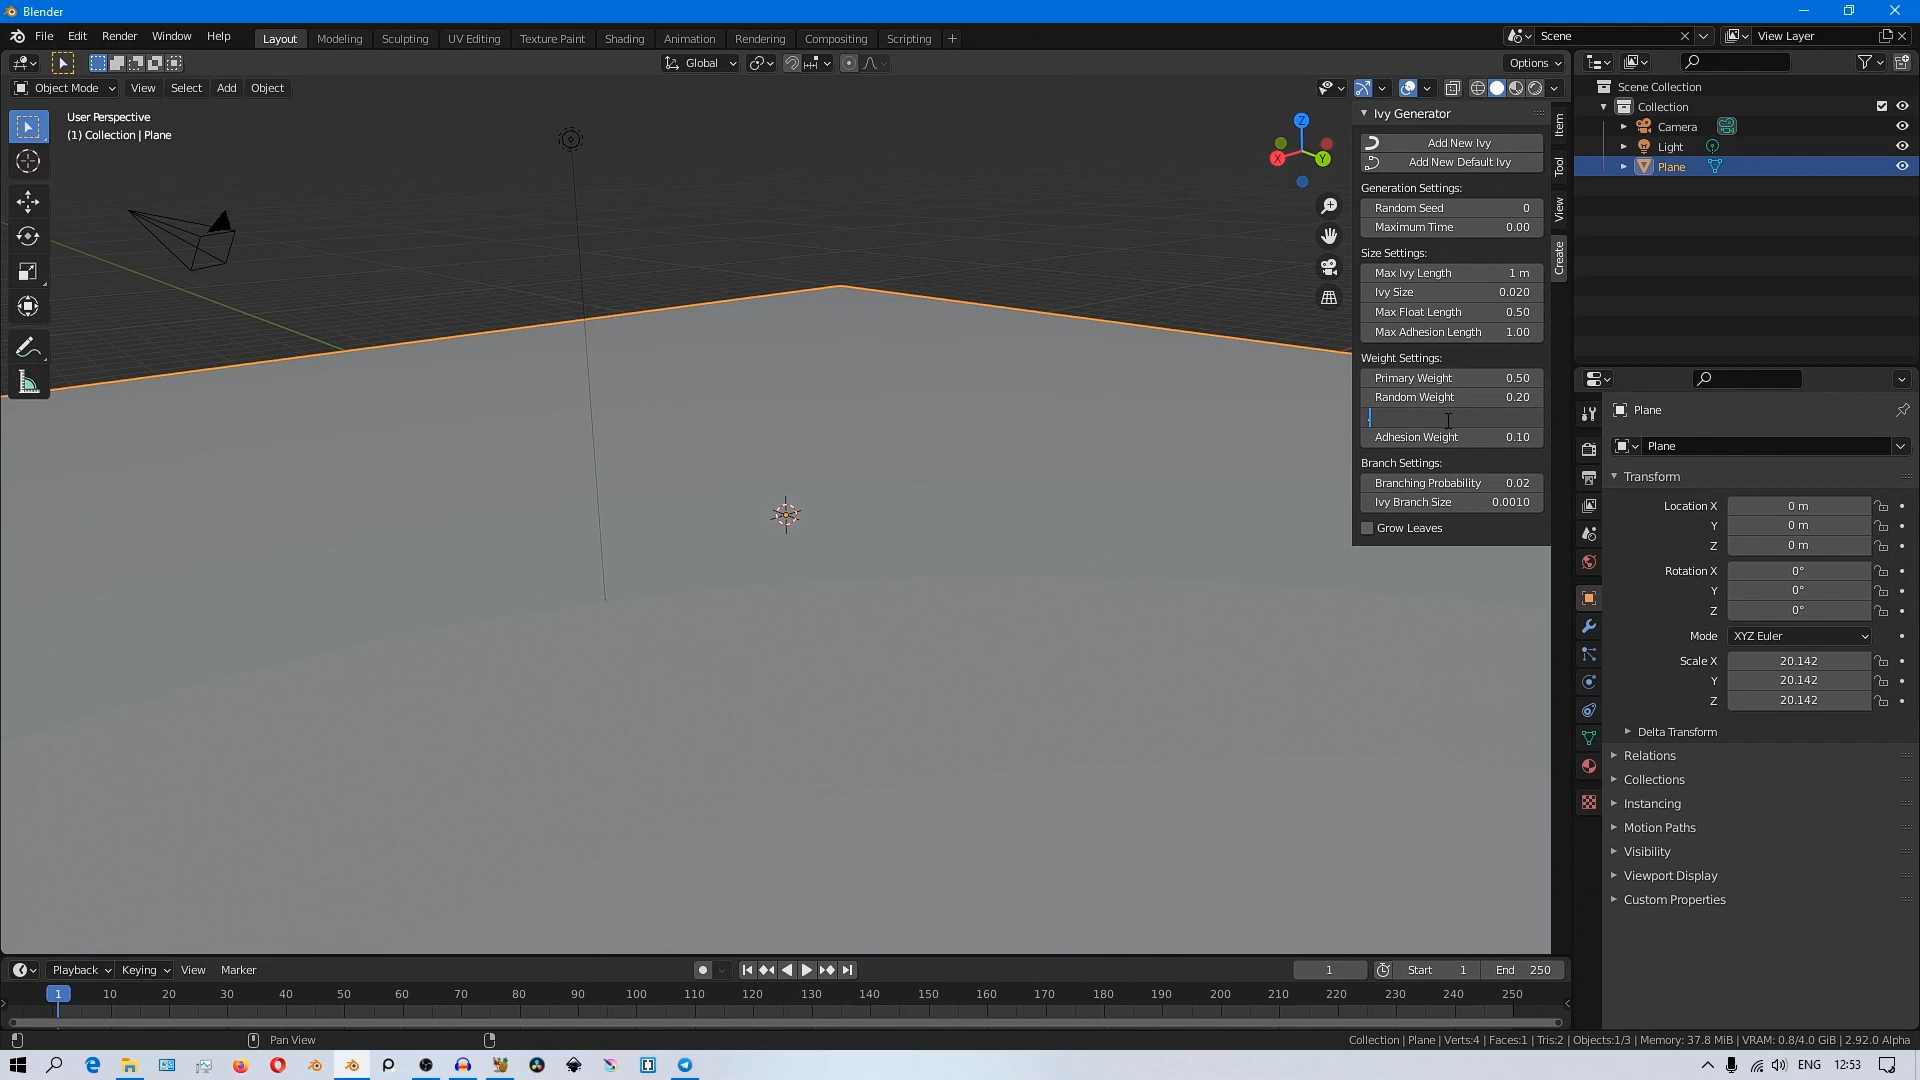 Blender
File Edit Render Window Help
Layout Modeling Sculpting UV Editing Texture Paint Shading Animation Rendering Compositing Scripting +
Scene
View Layer
Global
Options
Object Mode View Select Add Object
User Perspective
(1) Collection | Plane
Z
X
Y
Ivy Generator
Add New Ivy
Add New Default Ivy
Generation Settings:
Random Seed 0
Maximum Time 0.00
Size Settings:
Max Ivy Length 1 m
Ivy Size 0.020
Max Float Length 0.50
Max Adhesion Length 1.00
Weight Settings:
Primary Weight 0.50
Random Weight 0.20
Adhesion Weight 0.10
Branch Settings:
Branching Probability 0.02
Ivy Branch Size 0.0010
Grow Leaves
Item
Tool
View
Create
Scene Collection
Collection
Camera
Light
Plane
Plane
Plane
Transform
Location X 0 m
Y 0 m
Z 0 m
Rotation X 0°
Y 0°
Z 0°
Mode XYZ Euler
Scale X 20.142
Y 20.142
Z 20.142
Delta Transform
Relations
Collections
Instancing
Motion Paths
Visibility
Viewport Display
Custom Properties
Playback Keying View Marker
1 Start 1 End 250
1 10 20 30 40 50 60 70 80 90 100 110 120 130 140 150 160 170 180 190 200 210 220 230 240 250
Pan View
Collection | Plane | Verts:4 | Faces:1 | Tris:2 | Objects:1/3 | Memory: 37.8 MiB | VRAM: 0.8/4.0 GiB | 2.92.0 Alpha
ENG 12:53